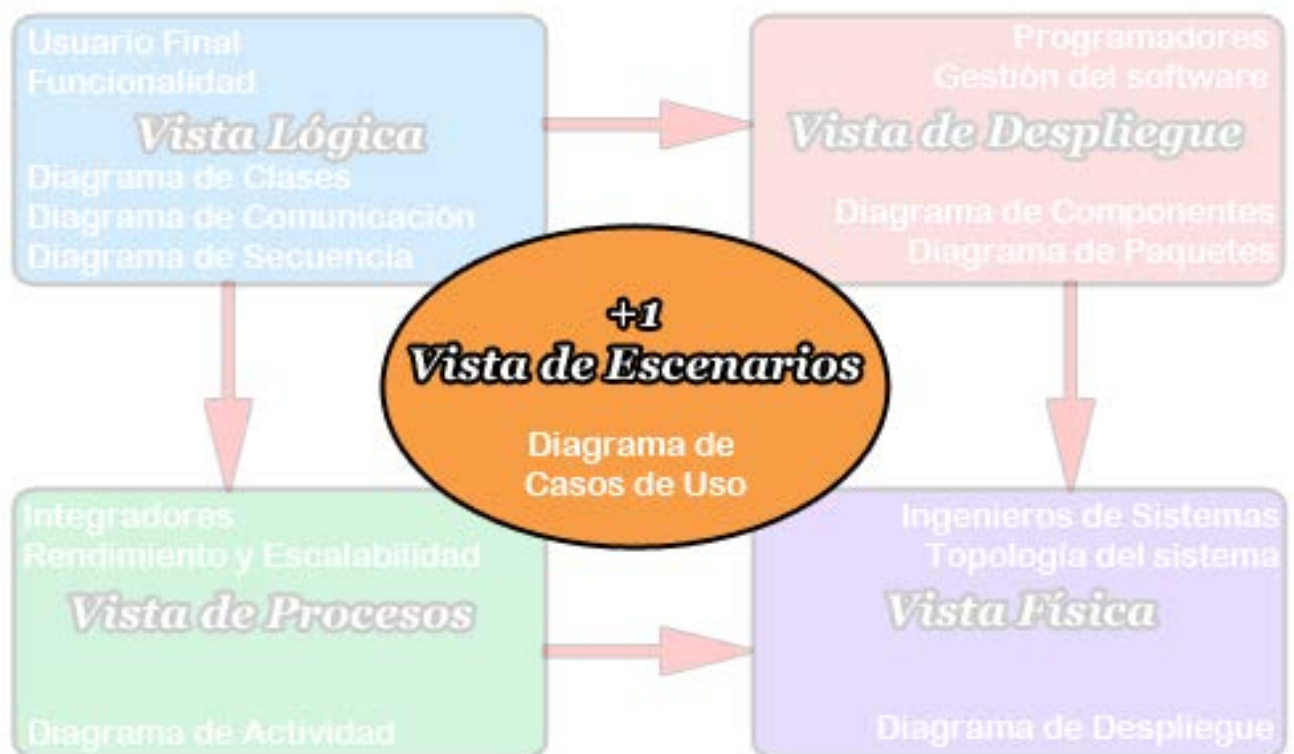 Usuario Final
Funcionalidad
Vista Lógica
Diagrama de Clases
Diagrama de Comunicación
Diagrama de Secuencia
Programadores
Gestión del software
Vista de Despliegue
Diagrama de Componentes
Diagrama de Paquetes
+1
Vista de Escenarios
Diagrama de
Casos de Uso
Integradores
Rendimiento y Escalabilidad
Vista de Procesos
Diagrama de Actividad
Ingenieros de Sistemas
Topología del sistema
Vista Física
Diagrama de Despliegue